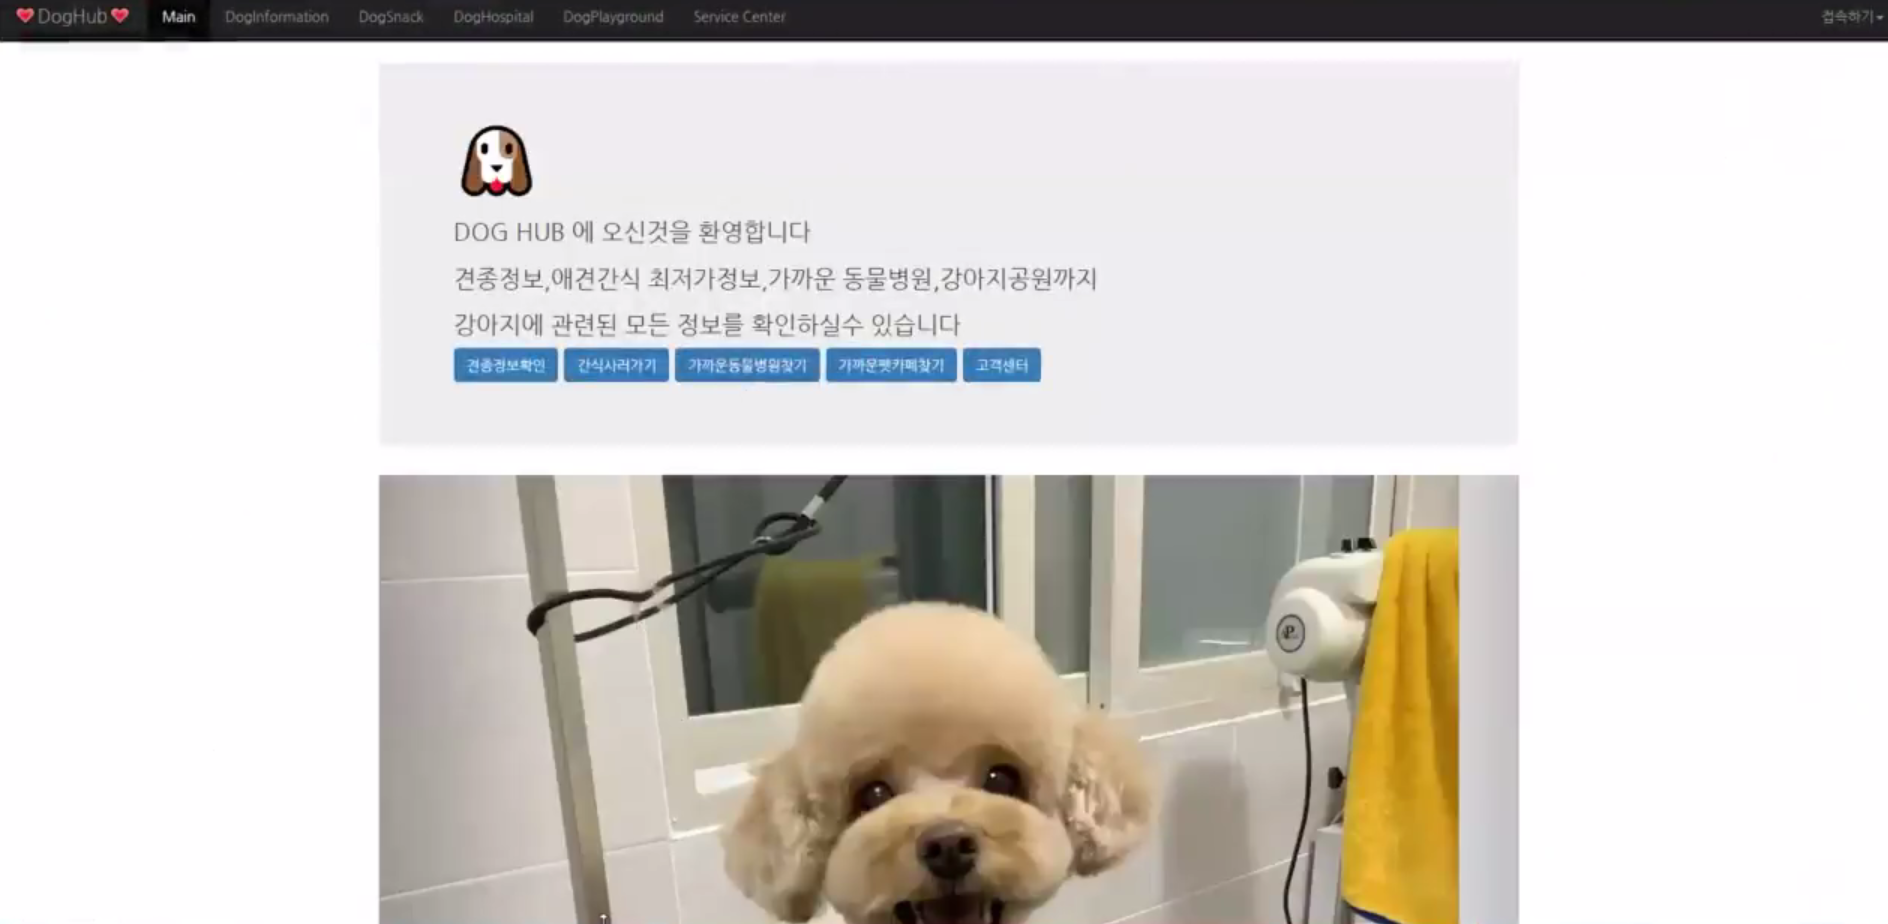 DogHub
Main DogInformation DogSnack DogHospital DogPlayground Service Center 접속하기
DOG HUB 에 오신것을 환영합니다
견종정보,애견간식 최저가정보,가까운 동물병원,강아지공원까지
강아지에 관련된 모든 정보를 확인하실수 있습니다
견종정보확인 간식사러가기 가까운동물병원찾기 가까운펫카페찾기 고객센터